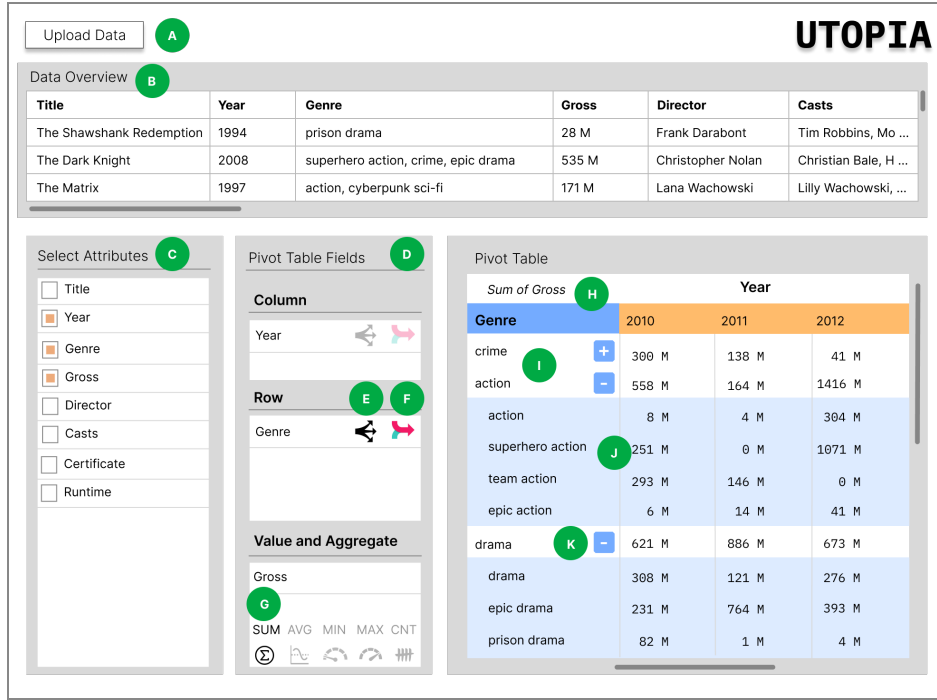 Upload Data A UTOPIA
Data Overview B
Title Year Genre Gross Director Casts
The Shawshank Redemption 1994 prison drama 28 M Frank Darabont Tim Robbins, Mo ...
The Dark Knight 2008 superhero action, crime, epic drama 535 M Christopher Nolan Christian Bale, H ...
The Matrix 1997 action, cyberpunk sci-fi 171 M Lana Wachowski Lilly Wachowski, ...
Select Attributes C
Title
Year
Genre
Gross
Director
Casts
Certificate
Runtime
Pivot Table Fields D
Column
Year
Row E F
Genre
Value and Aggregate
Gross
G
SUM AVG MIN MAX CNT
Σ
Pivot Table
Sum of Gross H Year
Genre 2010 2011 2012
crime + 300 M 138 M 41 M
I
action - 558 M 164 M 1416 M
action 8 M 4 M 304 M
superhero action J 251 M 0 M 1071 M
team action 293 M 146 M 0 M
epic action 6 M 14 M 41 M
drama K - 621 M 886 M 673 M
drama 308 M 121 M 276 M
epic drama 231 M 764 M 393 M
prison drama 82 M 1 M 4 M